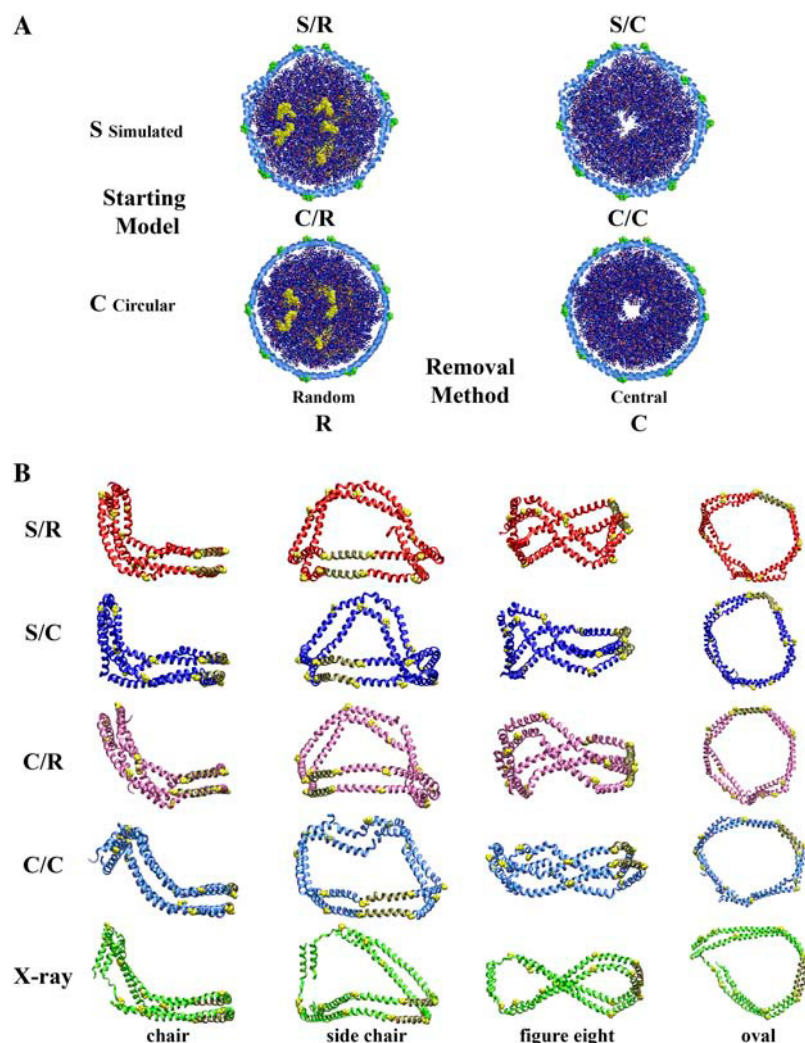 A
S/R S/C
S Simulated
Starting
Model
C/R C/C
C Circular
Removal
Method
Random Central
R C
B
S/R
S/C
C/R
C/C
X-ray
chair side chair figure eight oval